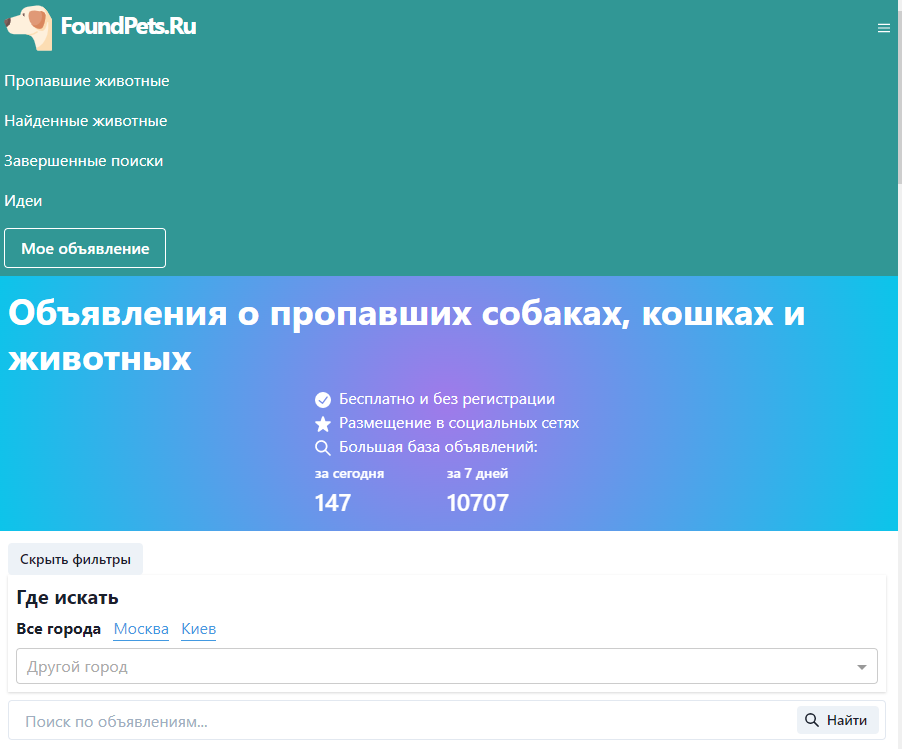 FoundPets.Ru
Пропавшие животные
Найденные животные
Завершенные поиски
Идеи
Мое объявление
Объявления о пропавших собаках, кошках и
животных
Бесплатно и без регистрации
Размещение в социальных сетях
Большая база объявлений:
за сегодня за 7 дней
147 10707
Скрыть фильтры
Где искать
Все города Москва Киев
Другой город
Поиск по объявлениям... Найти